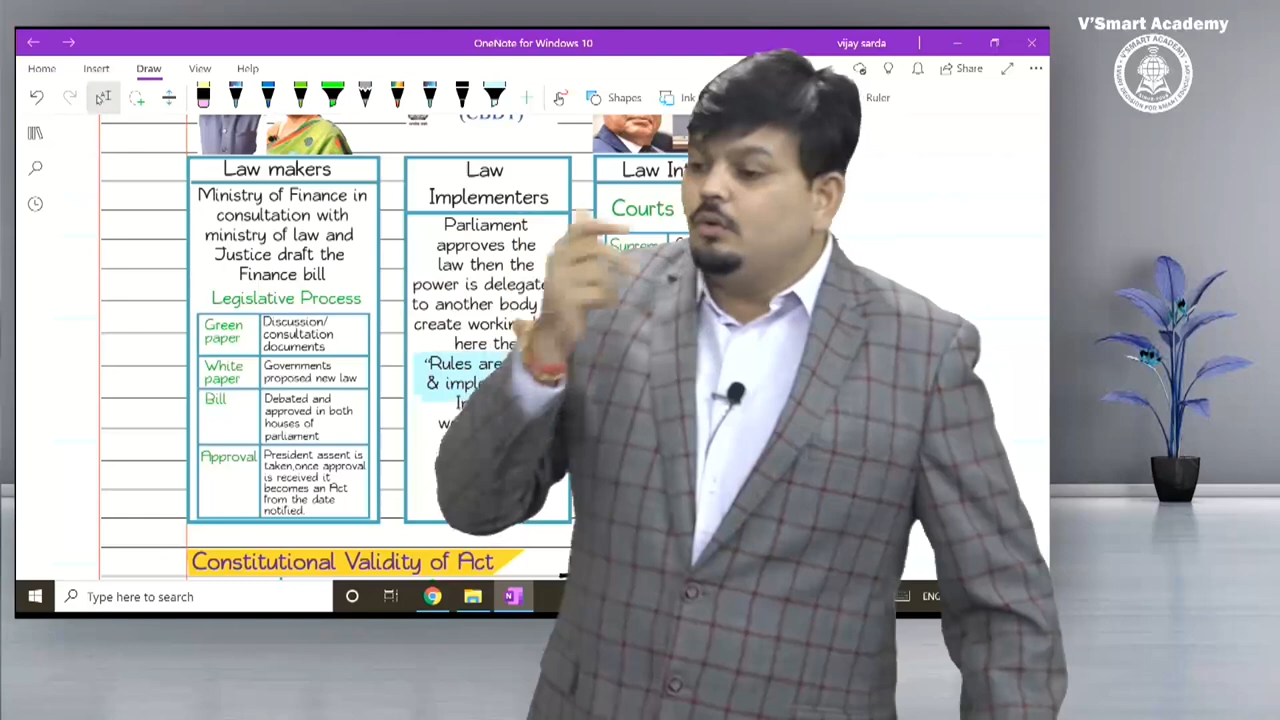 V'Smart Academy
OneNote for Windows 10
vijay sarda
Home Insert Draw View Help
Share
Shapes
Ink
Ruler
(CBDT)
Law makers
Ministry of Finance in
consultation with
ministry of law and
Justice draft the
Finance bill
Legislative Process
Green
paper
Discussion/
consultation
documents
White
paper
Governments
proposed new law
Bill
Debated and
approved in both
houses of
parliament
Approval
President assent is
taken,once approval
is received it
becomes an Act
from the date
notified.
Law
Implementers
Parliament
approves the
law then the
power is delegate
to another body
create workin
here the
"Rules are
& imple
Law Int
Courts
Suprem
Constitutional Validity of Act
Type here to search
ENG